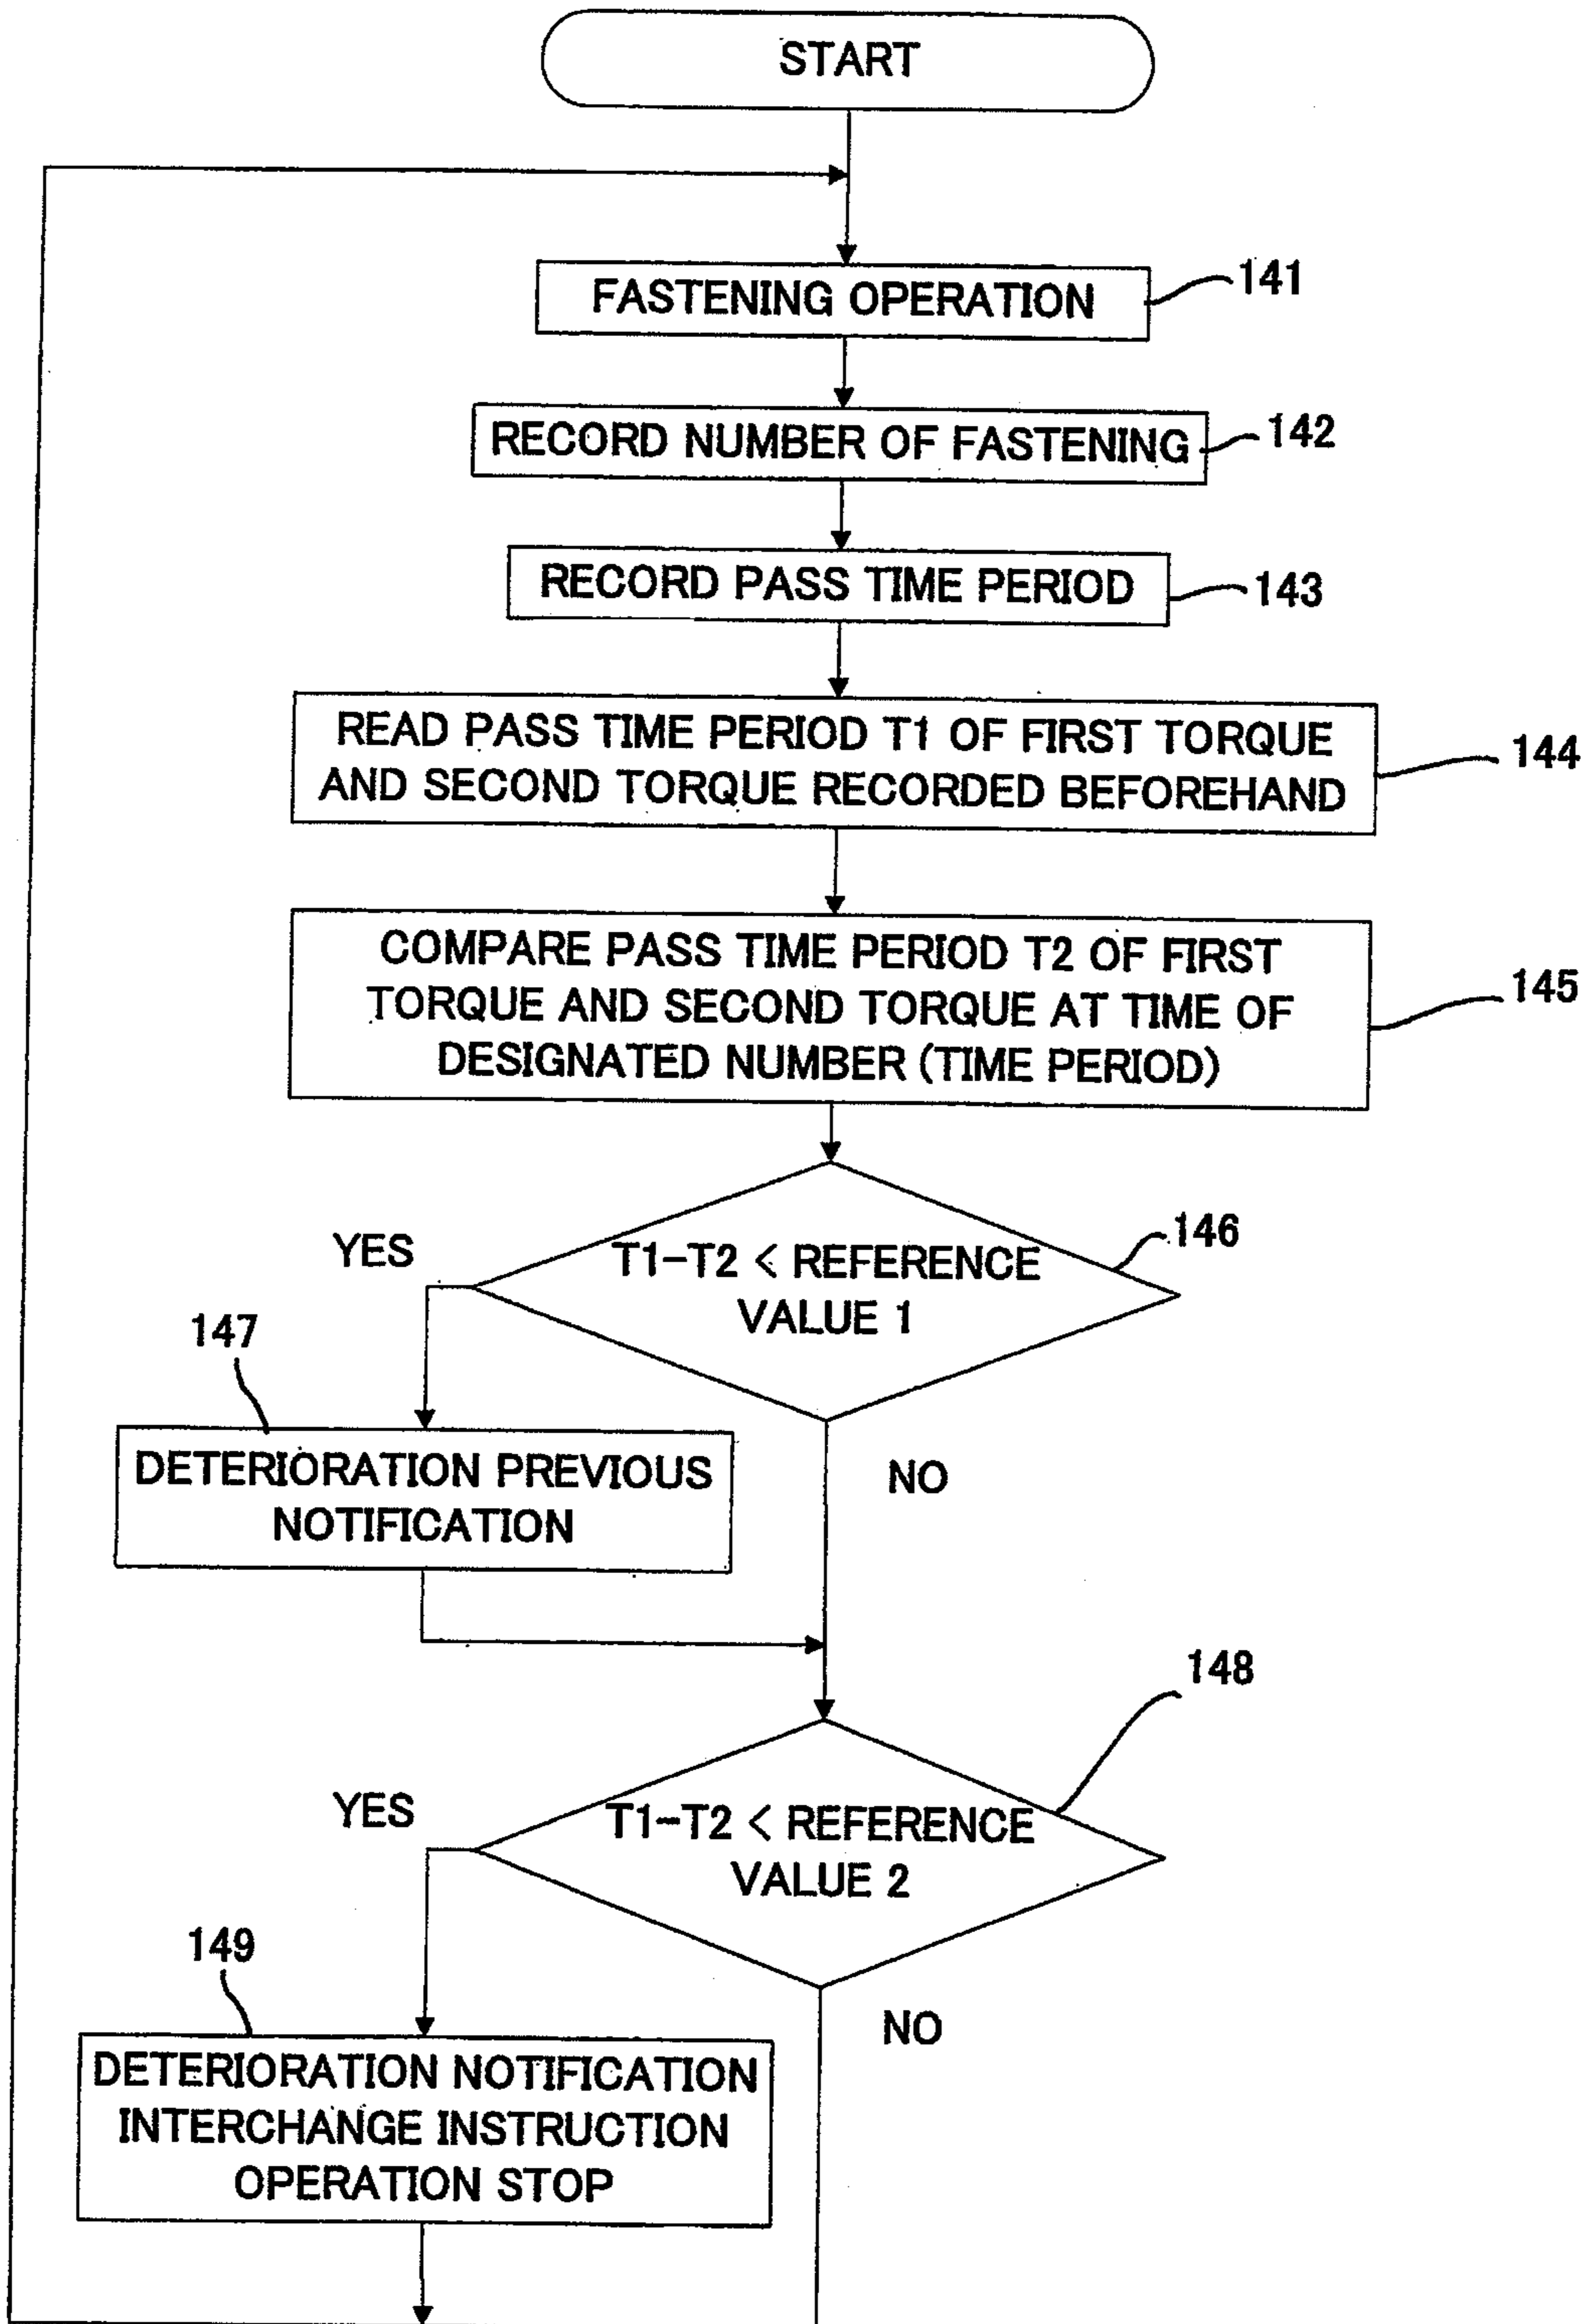 START
FASTENING OPERATION
141
RECORD NUMBER OF FASTENING
142
RECORD PASS TIME PERIOD
143
READ PASS TIME PERIOD T1 OF FIRST TORQUE
AND SECOND TORQUE RECORDED BEFOREHAND
144
COMPARE PASS TIME PERIOD T2 OF FIRST
TORQUE AND SECOND TORQUE AT TIME OF
DESIGNATED NUMBER (TIME PERIOD)
145
T1-T2 < REFERENCE
VALUE 1
146
YES
NO
147
DETERIORATION PREVIOUS
NOTIFICATION
148
T1-T2 < REFERENCE
VALUE 2
YES
NO
149
DETERIORATION NOTIFICATION
INTERCHANGE INSTRUCTION
OPERATION STOP